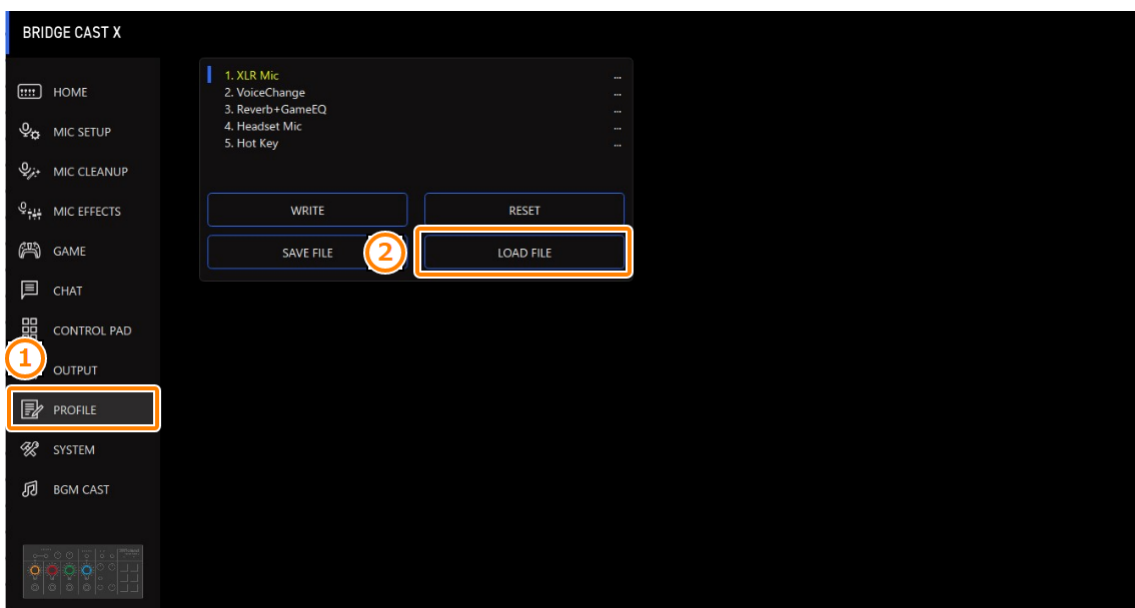 BRIDGE CAST X
HOME
MIC SETUP
MIC CLEANUP
MIC EFFECTS
GAME
CHAT
CONTROL PAD
1
OUTPUT
PROFILE
SYSTEM
BGM CAST
1. XLR Mic ...
2. VoiceChange ...
3. Reverb+GameEQ ...
4. Headset Mic ...
5. Hot Key ...
WRITE RESET
SAVE FILE 2 LOAD FILE